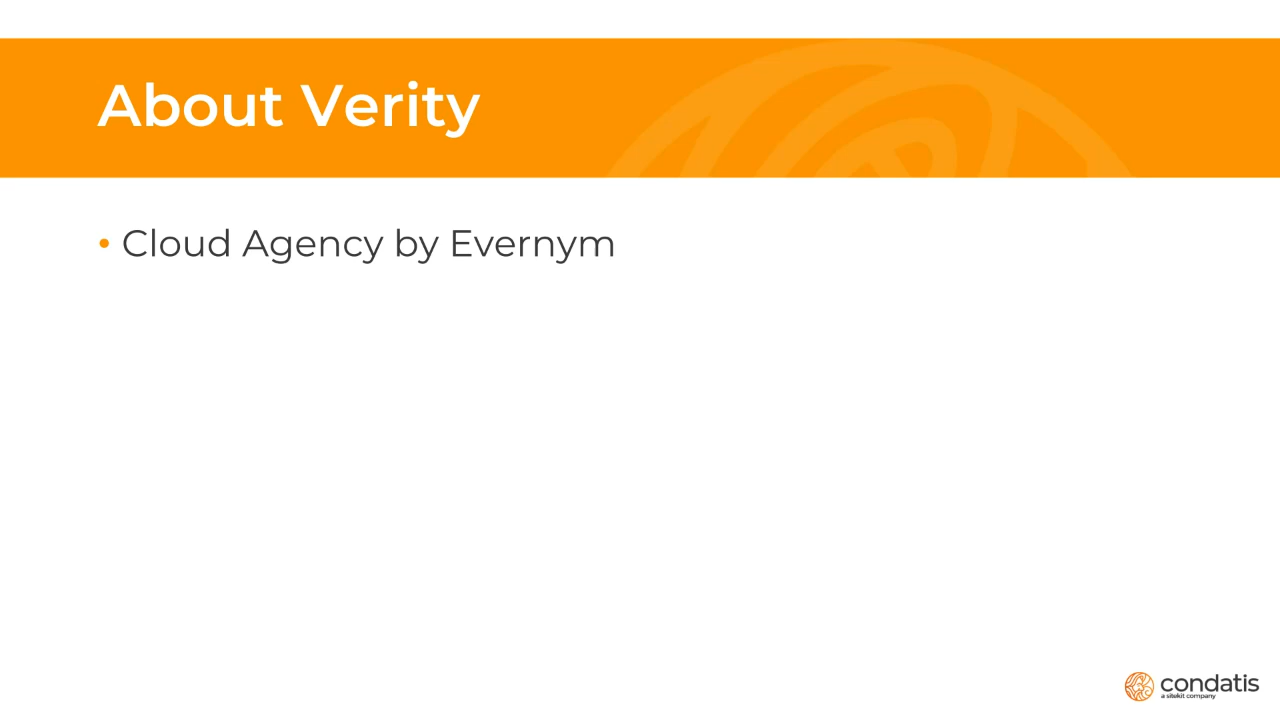 About Verity
• Cloud Agency by Evernym
condatis
a sitekit company